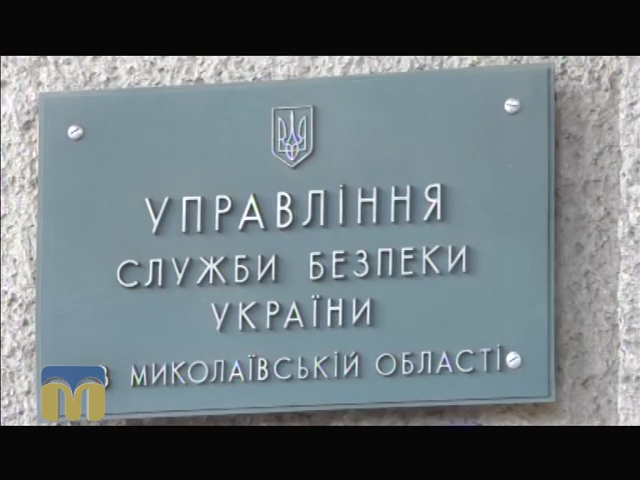 УПРАВЛІННЯ
СЛУЖБИ БЕЗПЕКИ
УКРАЇНИ
В МИКОЛАЇВСЬКІЙ ОБЛАСТІ
M